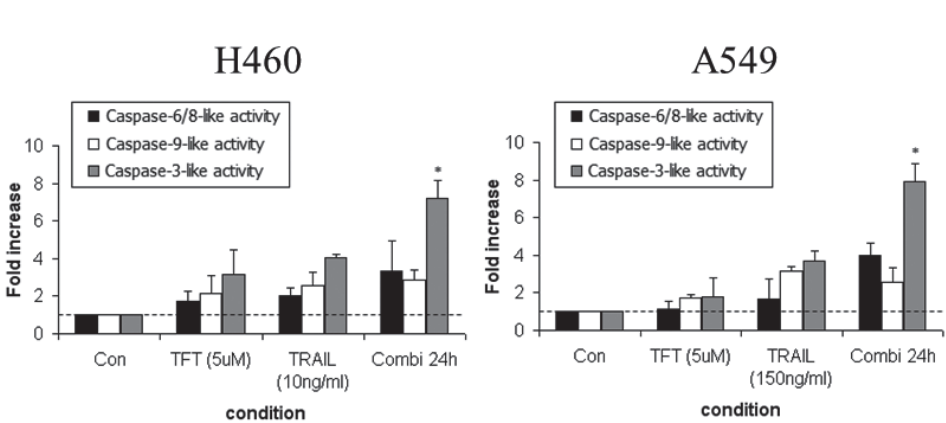 H460
Caspase-6/8-like activity
Caspase-9-like activity
Caspase-3-like activity
Fold increase
10
8
6
4
2
0
*
Con
TFT (5uM)
TRAIL
(10ng/ml)
Combi 24h
condition
A549
Caspase-6/8-like activity
Caspase-9-like activity
Caspase-3-like activity
Fold increase
10
8
6
4
2
0
*
Con
TFT (5uM)
TRAIL
(150ng/ml)
Combi 24h
condition